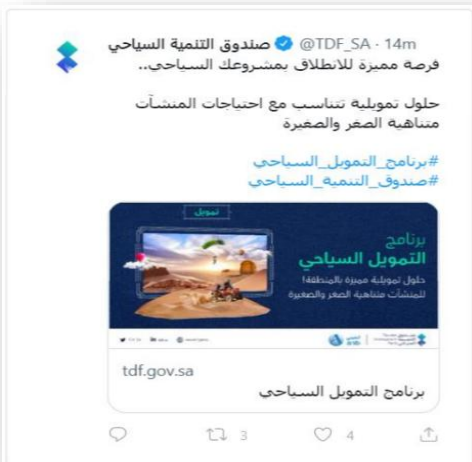 صندوق التنمية السياحي @TDF_SA · 14m
فرصة مميزة للانطلاق بمشروعك السياحي..
حلول تمويلية تتناسب مع احتياجات المنشآت
متناهية الصغر والصغيرة
#برنامج_التمويل_السياحي
#صندوق_التنمية_السياحي
تمويل
برنامج
التمويل السياحي
حلول تمويلية مميزة بالمنطقة!
للمنشآت متناهية الصغر والصغيرة
tdf.gov.sa
برنامج التمويل السياحي
3
4